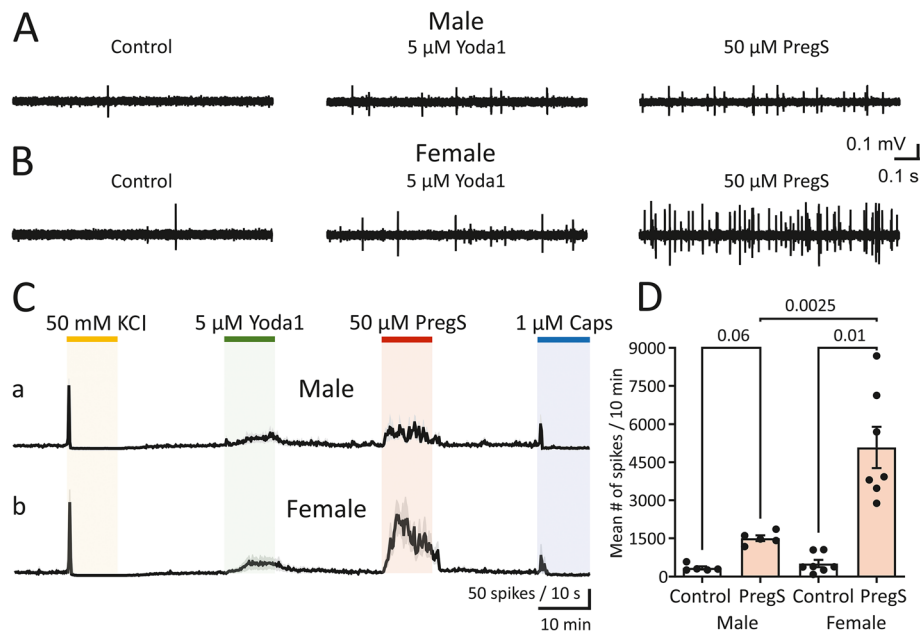 A
Male
Control
5 µM Yoda1
50 µM PregS
0.1 mV
0.1 s
B
Female
Control
5 µM Yoda1
50 µM PregS
C
50 mM KCl
5 µM Yoda1
50 µM PregS
1 µM Caps
a
Male
b
Female
50 spikes / 10 s
10 min
D
0.0025
0.06
0.01
Mean # of spikes / 10 min
9000
7500
6000
4500
3000
1500
0
Control PregS Control PregS
Male Female